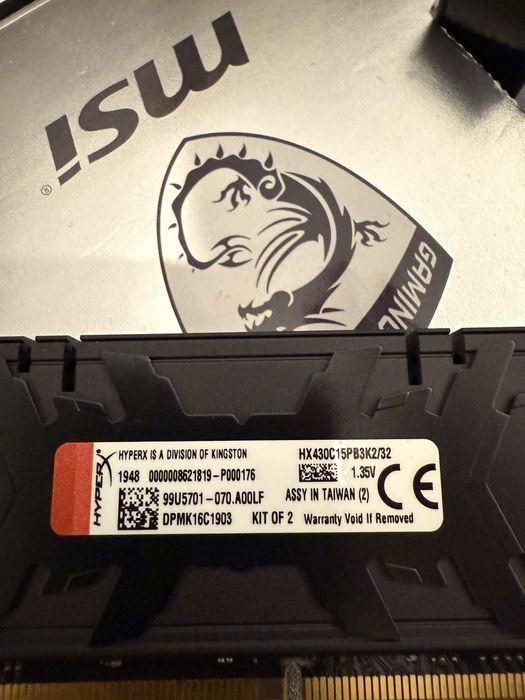 msi
®
GAMING
HYPERX
HYPERX IS A DIVISION OF KINGSTON
HX430C15PB3K2/32
1948 0000008621819-P000176
1.35V
99U5701-070.A00LF
ASSY IN TAIWAN (2)
CE
DPMK16C1903
KIT OF 2
Warranty Void If Removed